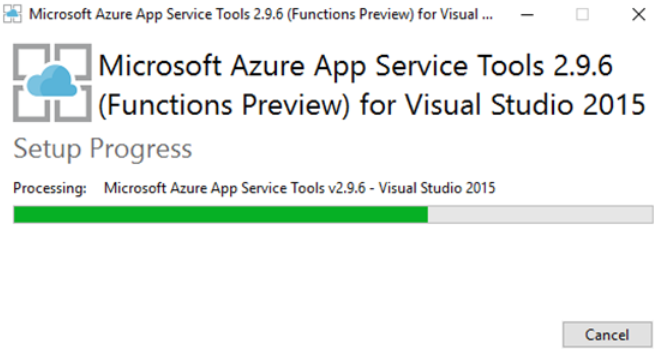 Microsoft Azure App Service Tools 2.9.6 (Functions Preview) for Visual ...
Microsoft Azure App Service Tools 2.9.6
(Functions Preview) for Visual Studio 2015
Setup Progress
Processing: Microsoft Azure App Service Tools v2.9.6 - Visual Studio 2015
Cancel